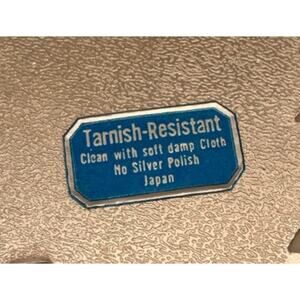 Tarnish-Resistant
Clean with soft damp Cloth
No Silver Polish
Japan